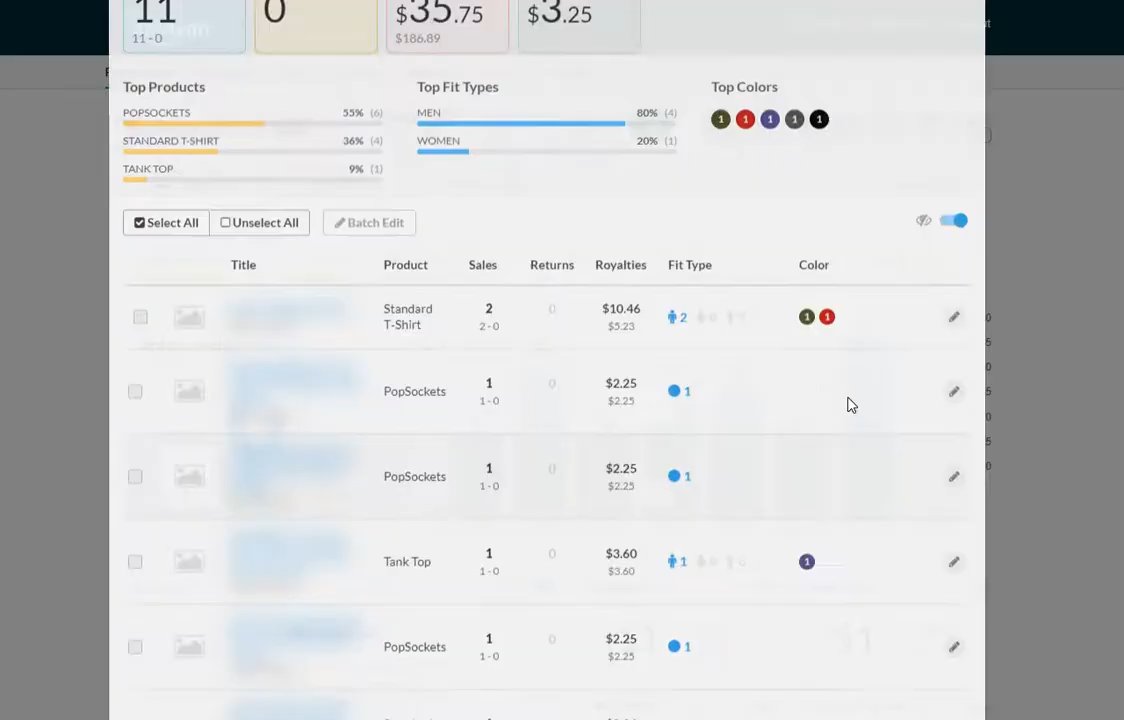 11 0 $35.75 $3.25
11 - 0 $186.89
Top Products Top Fit Types Top Colors
POPSOCKETS 55% (6) MEN 80% (4) 1 1 1 1 1
STANDARD T-SHIRT 36% (4) WOMEN 20% (1)
TANK TOP 9% (1)
Select All Unselect All Batch Edit
Title Product Sales Returns Royalties Fit Type Color
Standard T-Shirt 2 0 $10.46 2 0 1 1
2 - 0 $5.23
PopSockets 1 0 $2.25 1
1 - 0 $2.25
PopSockets 1 0 $2.25 1
1 - 0 $2.25
Tank Top 1 0 $3.60 1 0 1
1 - 0 $3.60
PopSockets 1 0 $2.25 1
1 - 0 $2.25